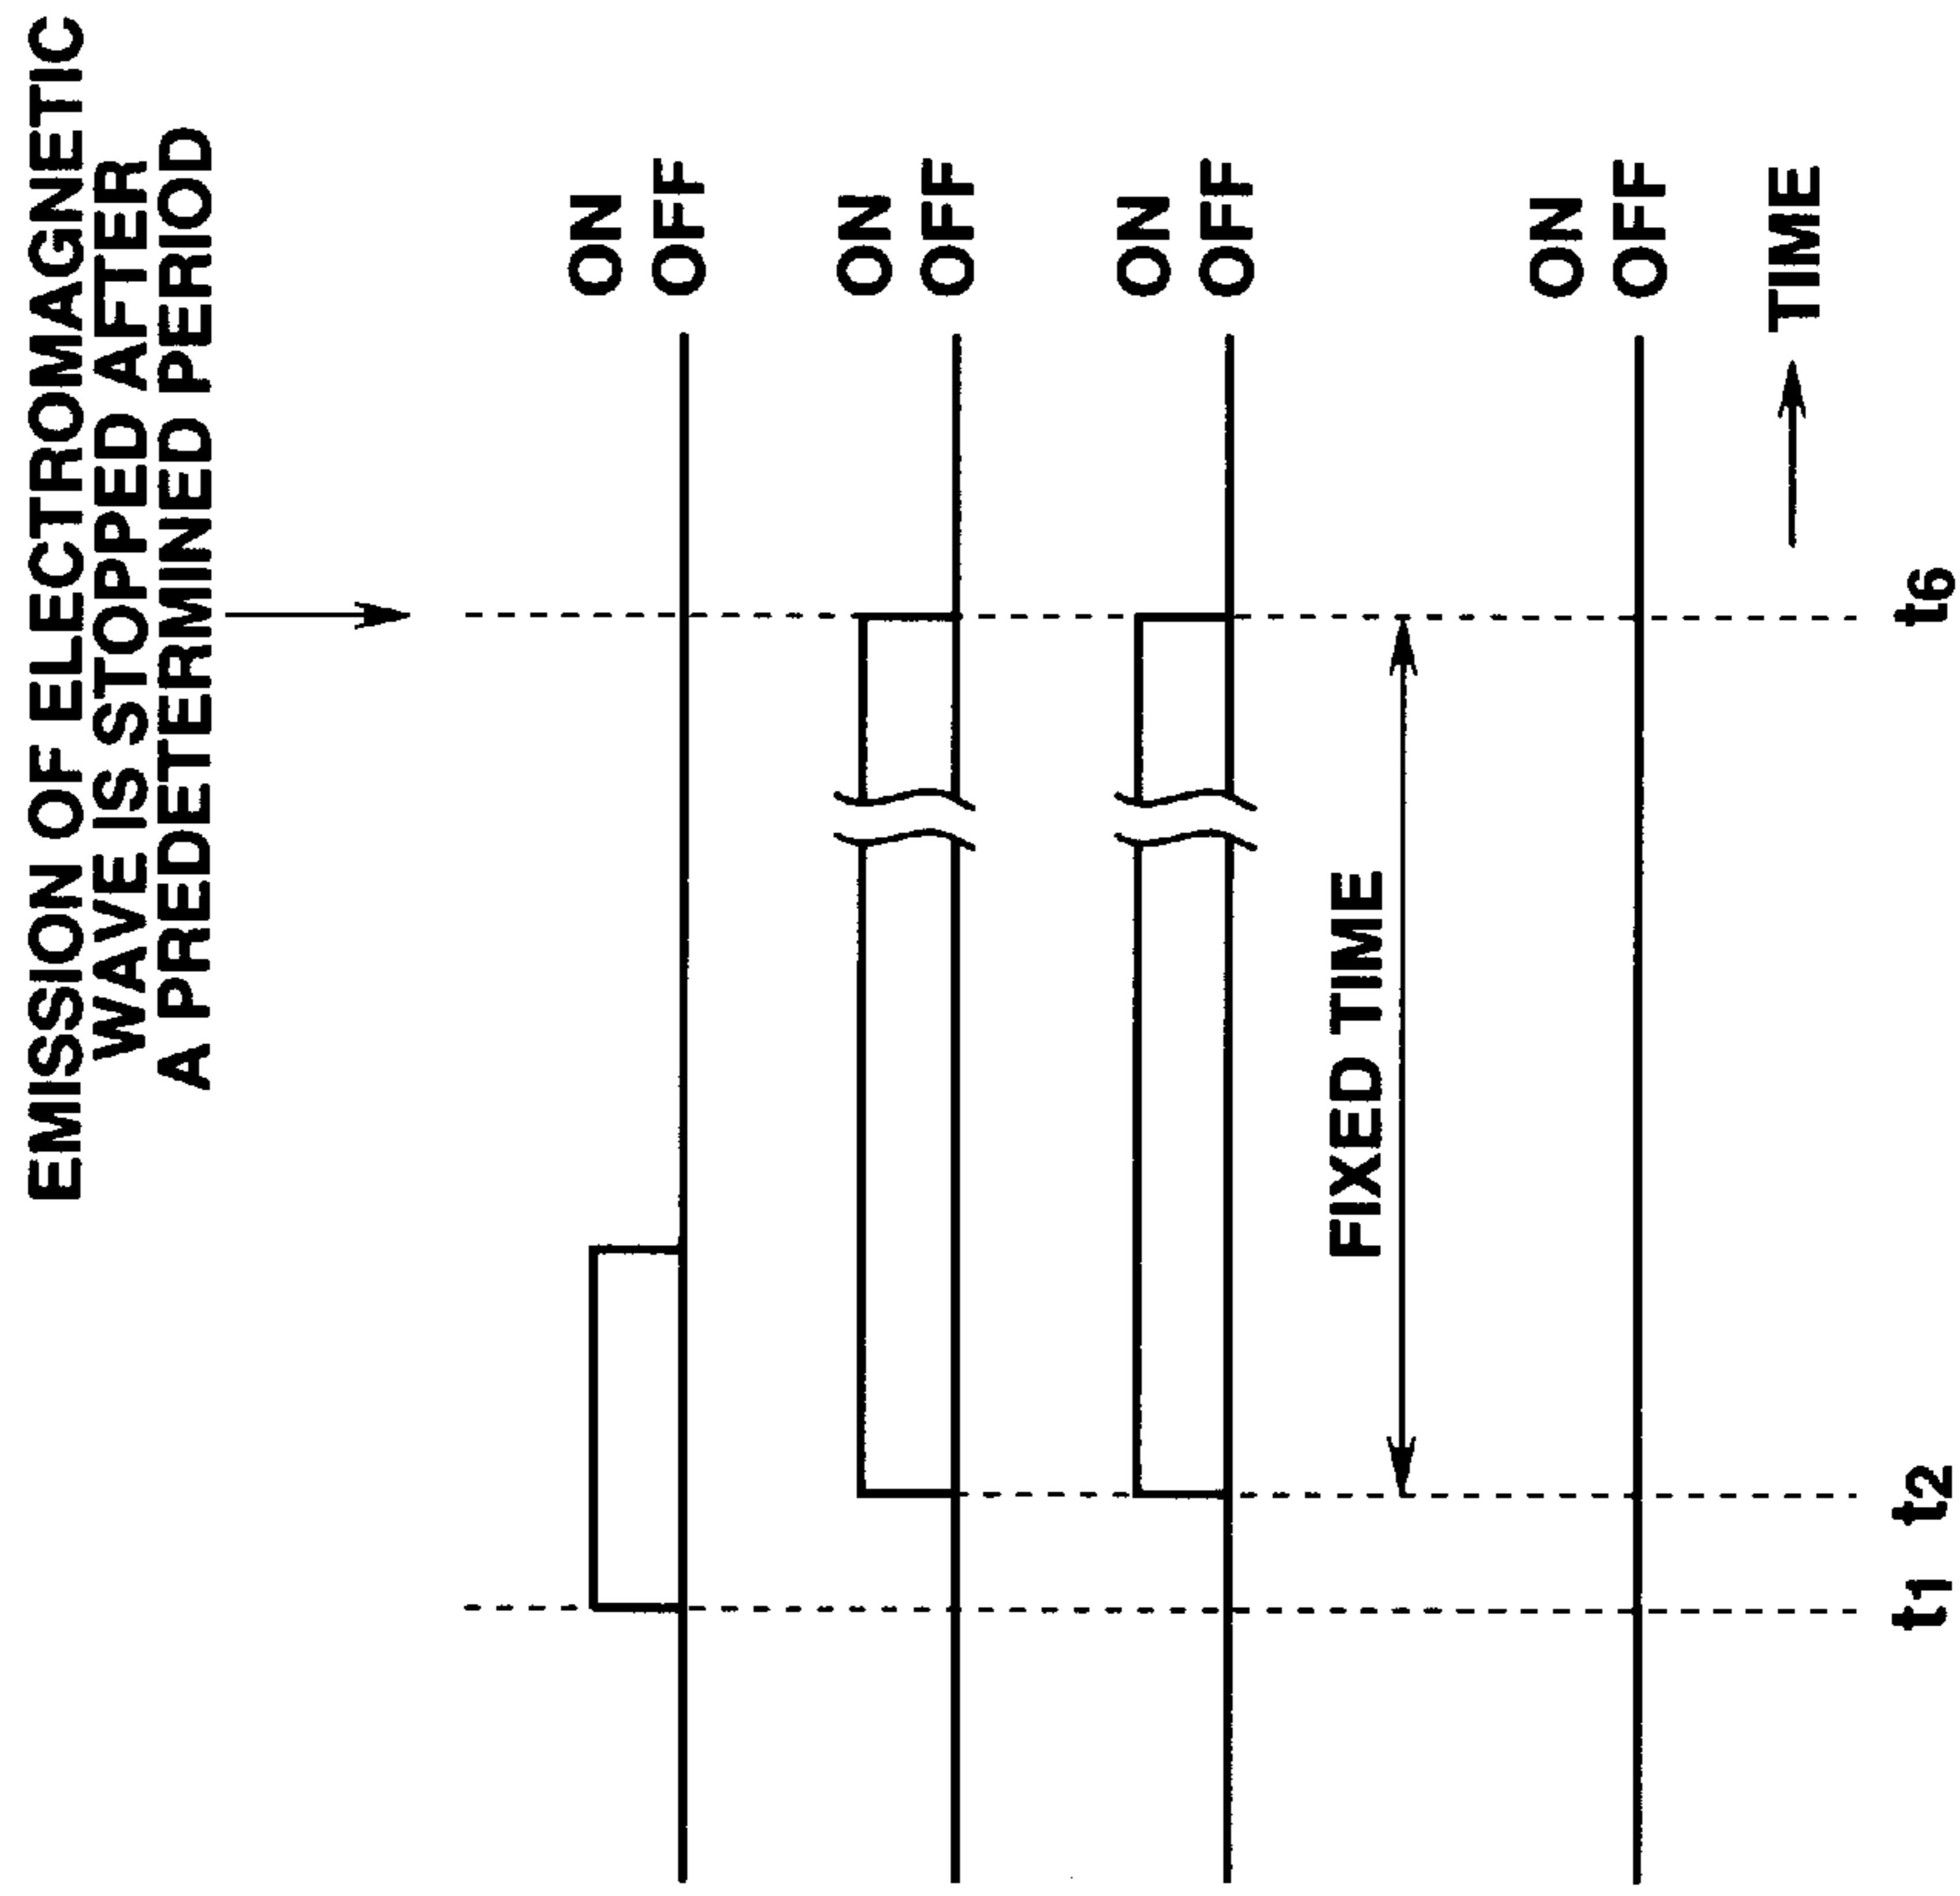 EMISSION OF ELECTROMAGNETIC
WAVE IS STOPPED AFTER
A PREDETERMINED PERIOD
ON
OFF
ON
OFF
ON
OFF
FIXED TIME
ON
OFF
TIME
t1 t2 t6